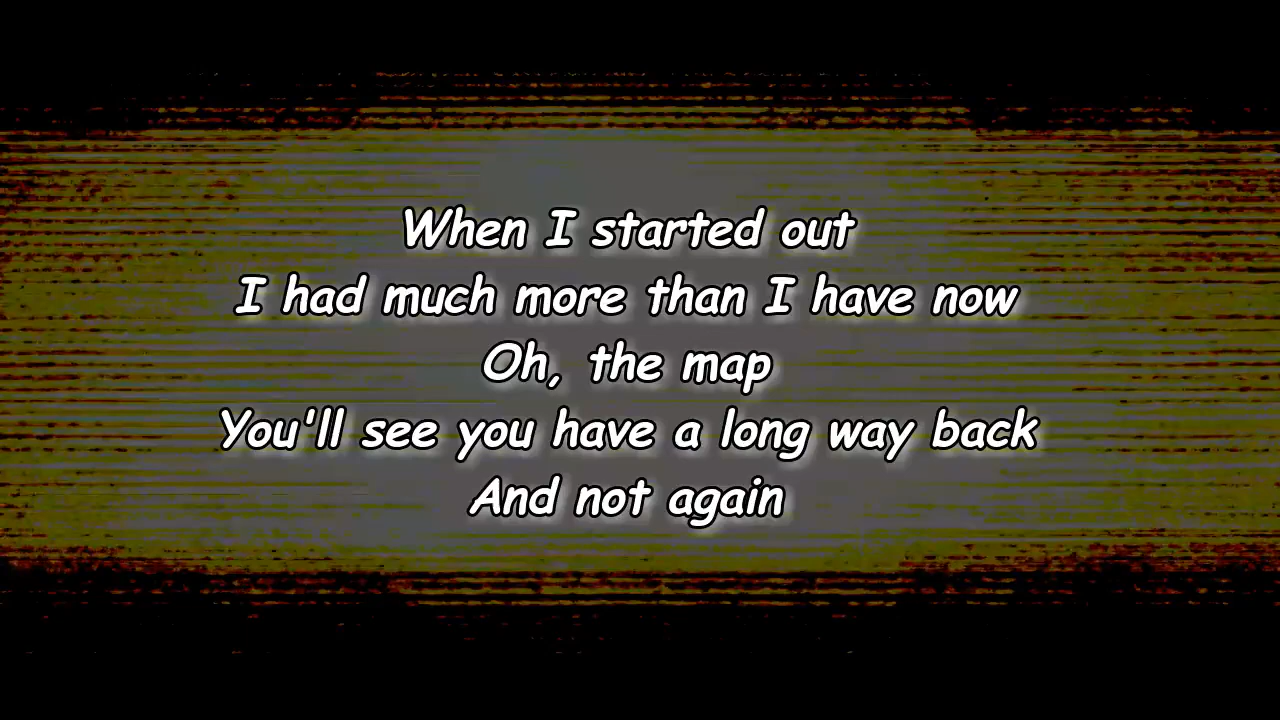 When I started out
I had much more than I have now
Oh, the map
You'll see you have a long way back
And not again